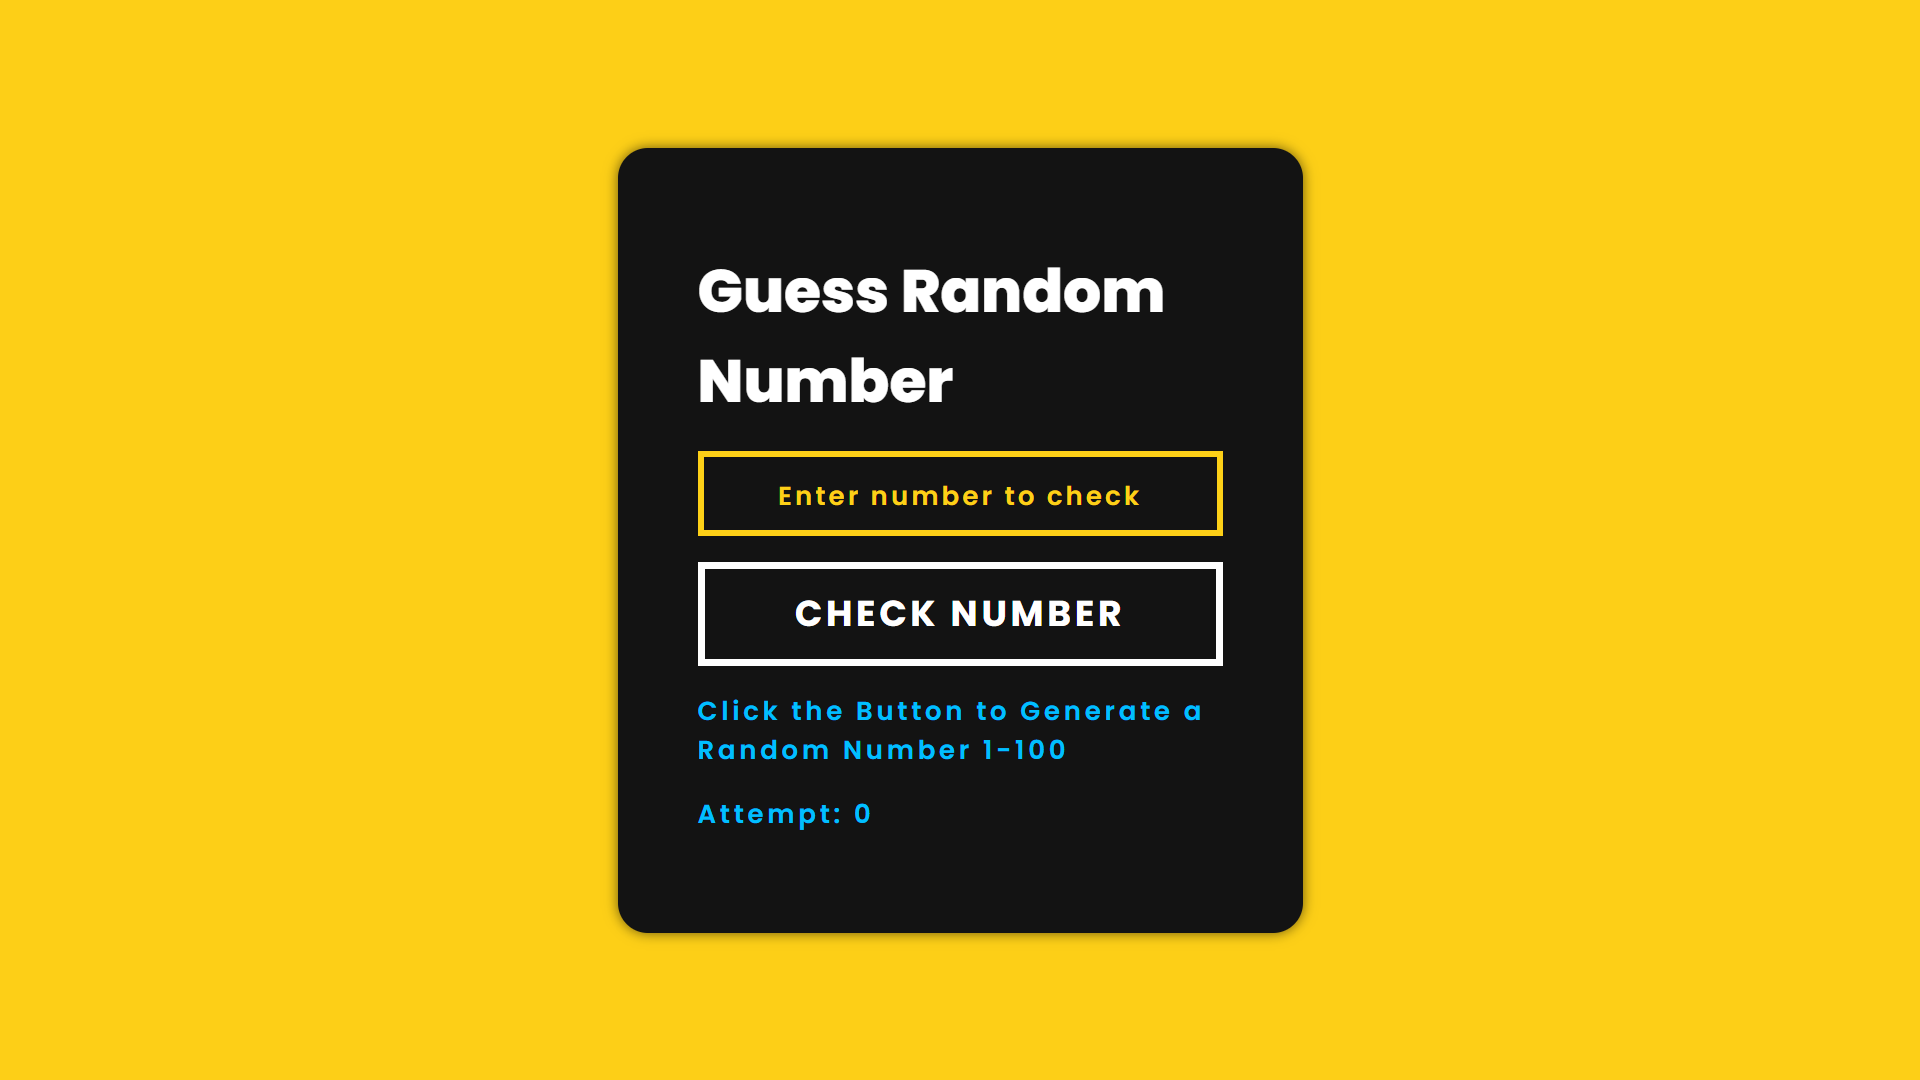 Guess Random
Number
Enter number to check
CHECK NUMBER
Click the Button to Generate a
Random Number 1-100
Attempt: 0